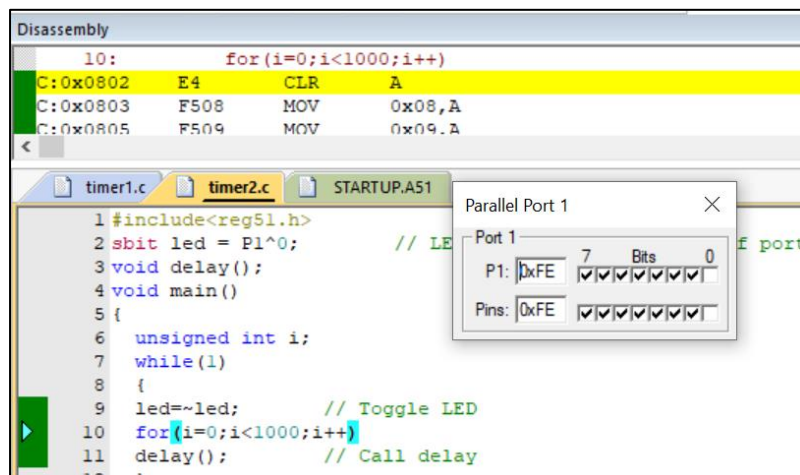 Disassembly
10: for(i=0;i<1000;i++)
C:0x0802 E4 CLR A
C:0x0803 F508 MOV 0x08,A
C:0x0805 F509 MOV 0x09,A
timer1.c timer2.c STARTUP.A51
Parallel Port 1
Port 1
7 Bits 0
P1: 0xFE
Pins: 0xFE
1 #include<reg51.h>
2 sbit led = P1^0; // LE f port
3 void delay();
4 void main()
5 {
6 unsigned int i;
7 while(1)
8 {
9 led=~led; // Toggle LED
10 for(i=0;i<1000;i++)
11 delay(); // Call delay